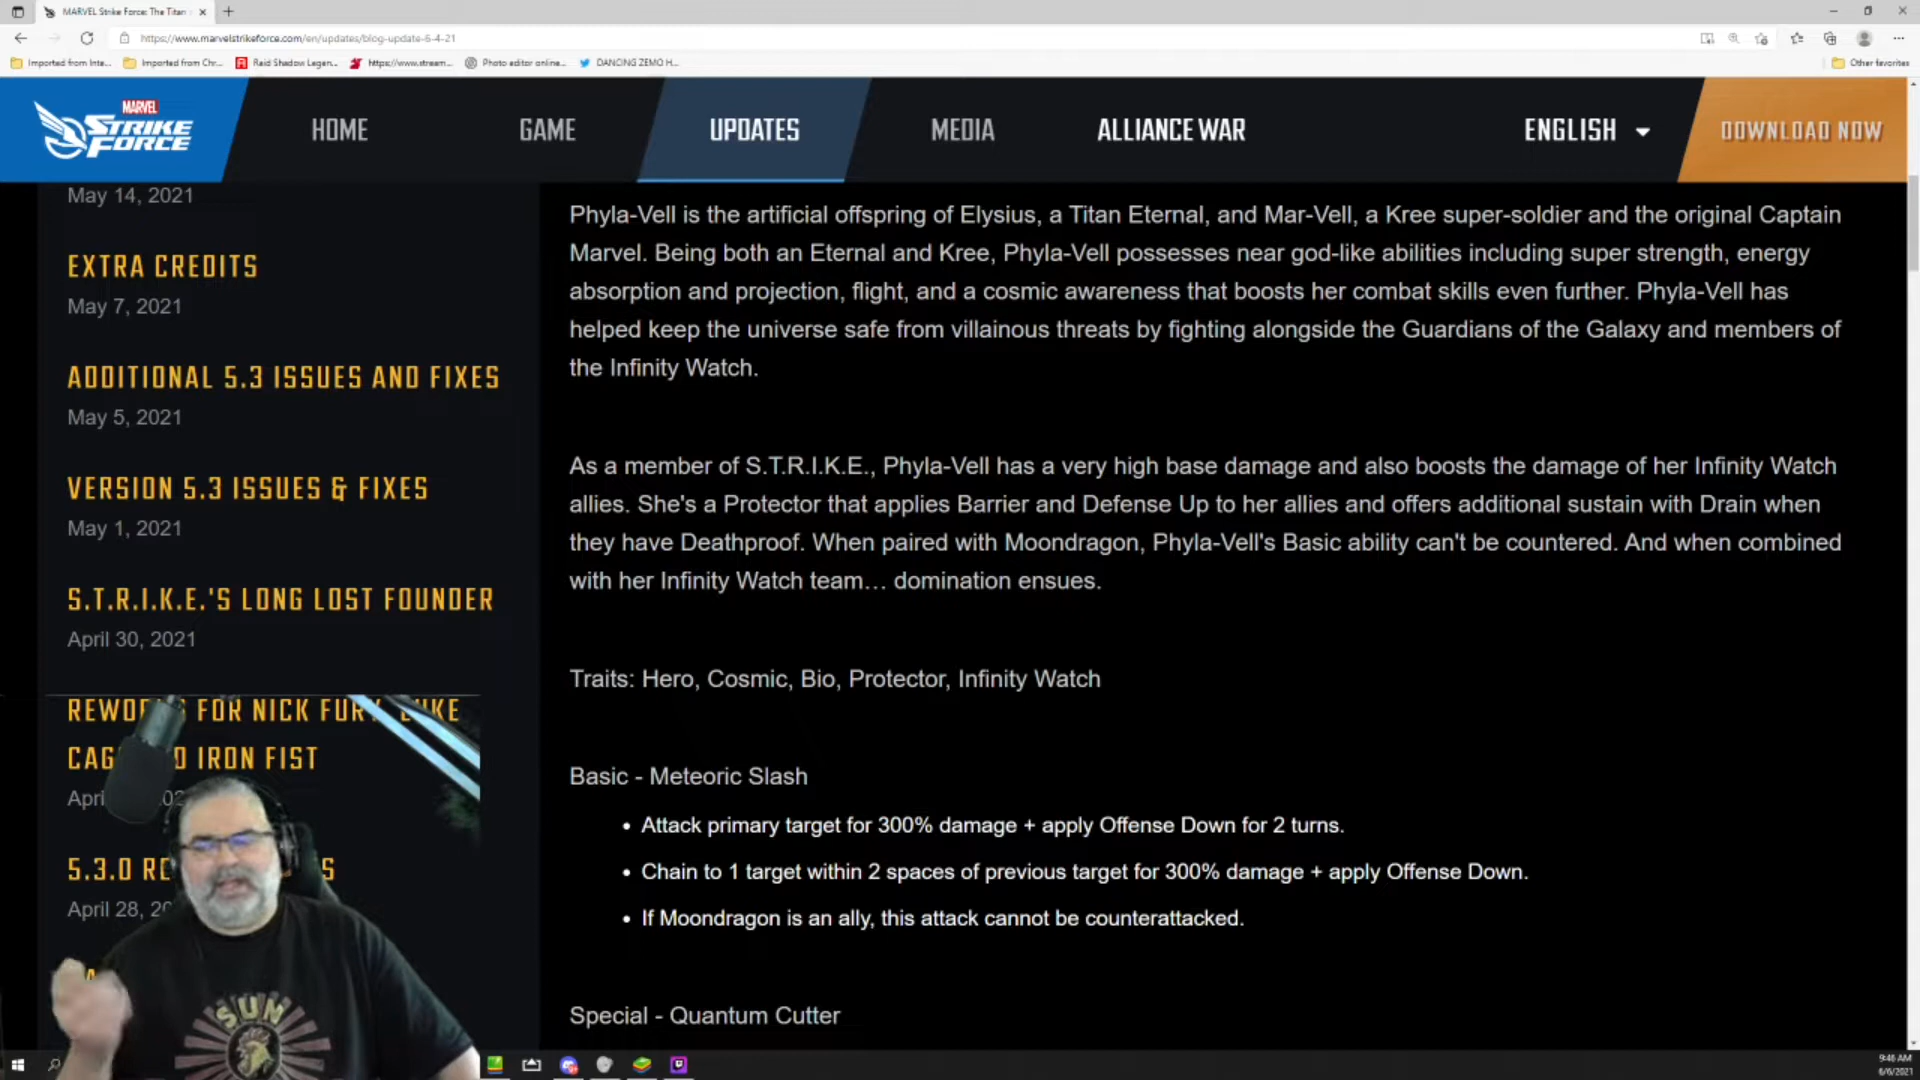 MARVEL Strike Force: The Titan
https://www.marvelstrikeforce.com/en/updates/blog-update-6-4-21
Imported from Inte...
Imported from Chr...
Raid Shadow Legen...
https://www.stream...
Photo editor online...
DANCING ZEMO H...
Other favorites
MARVEL
STRIKE
FORCE
HOME
GAME
UPDATES
MEDIA
ALLIANCE WAR
ENGLISH
DOWNLOAD NOW
May 14, 2021
EXTRA CREDITS
May 7, 2021
ADDITIONAL 5.3 ISSUES AND FIXES
May 5, 2021
VERSION 5.3 ISSUES & FIXES
May 1, 2021
S.T.R.I.K.E.'S LONG LOST FOUNDER
April 30, 2021
FOR NICK
IRON FIST
5.3.0
April 28,
SUN
Phyla-Vell is the artificial offspring of Elysius, a Titan Eternal, and Mar-Vell, a Kree super-soldier and the original Captain
Marvel. Being both an Eternal and Kree, Phyla-Vell possesses near god-like abilities including super strength, energy
absorption and projection, flight, and a cosmic awareness that boosts her combat skills even further. Phyla-Vell has
helped keep the universe safe from villainous threats by fighting alongside the Guardians of the Galaxy and members of
the Infinity Watch.
As a member of S.T.R.I.K.E., Phyla-Vell has a very high base damage and also boosts the damage of her Infinity Watch
allies. She's a Protector that applies Barrier and Defense Up to her allies and offers additional sustain with Drain when
they have Deathproof. When paired with Moondragon, Phyla-Vell's Basic ability can't be countered. And when combined
with her Infinity Watch team… domination ensues.
Traits: Hero, Cosmic, Bio, Protector, Infinity Watch
Basic - Meteoric Slash
• Attack primary target for 300% damage + apply Offense Down for 2 turns.
• Chain to 1 target within 2 spaces of previous target for 300% damage + apply Offense Down.
• If Moondragon is an ally, this attack cannot be counterattacked.
Special - Quantum Cutter
9:46 AM
6/6/2021